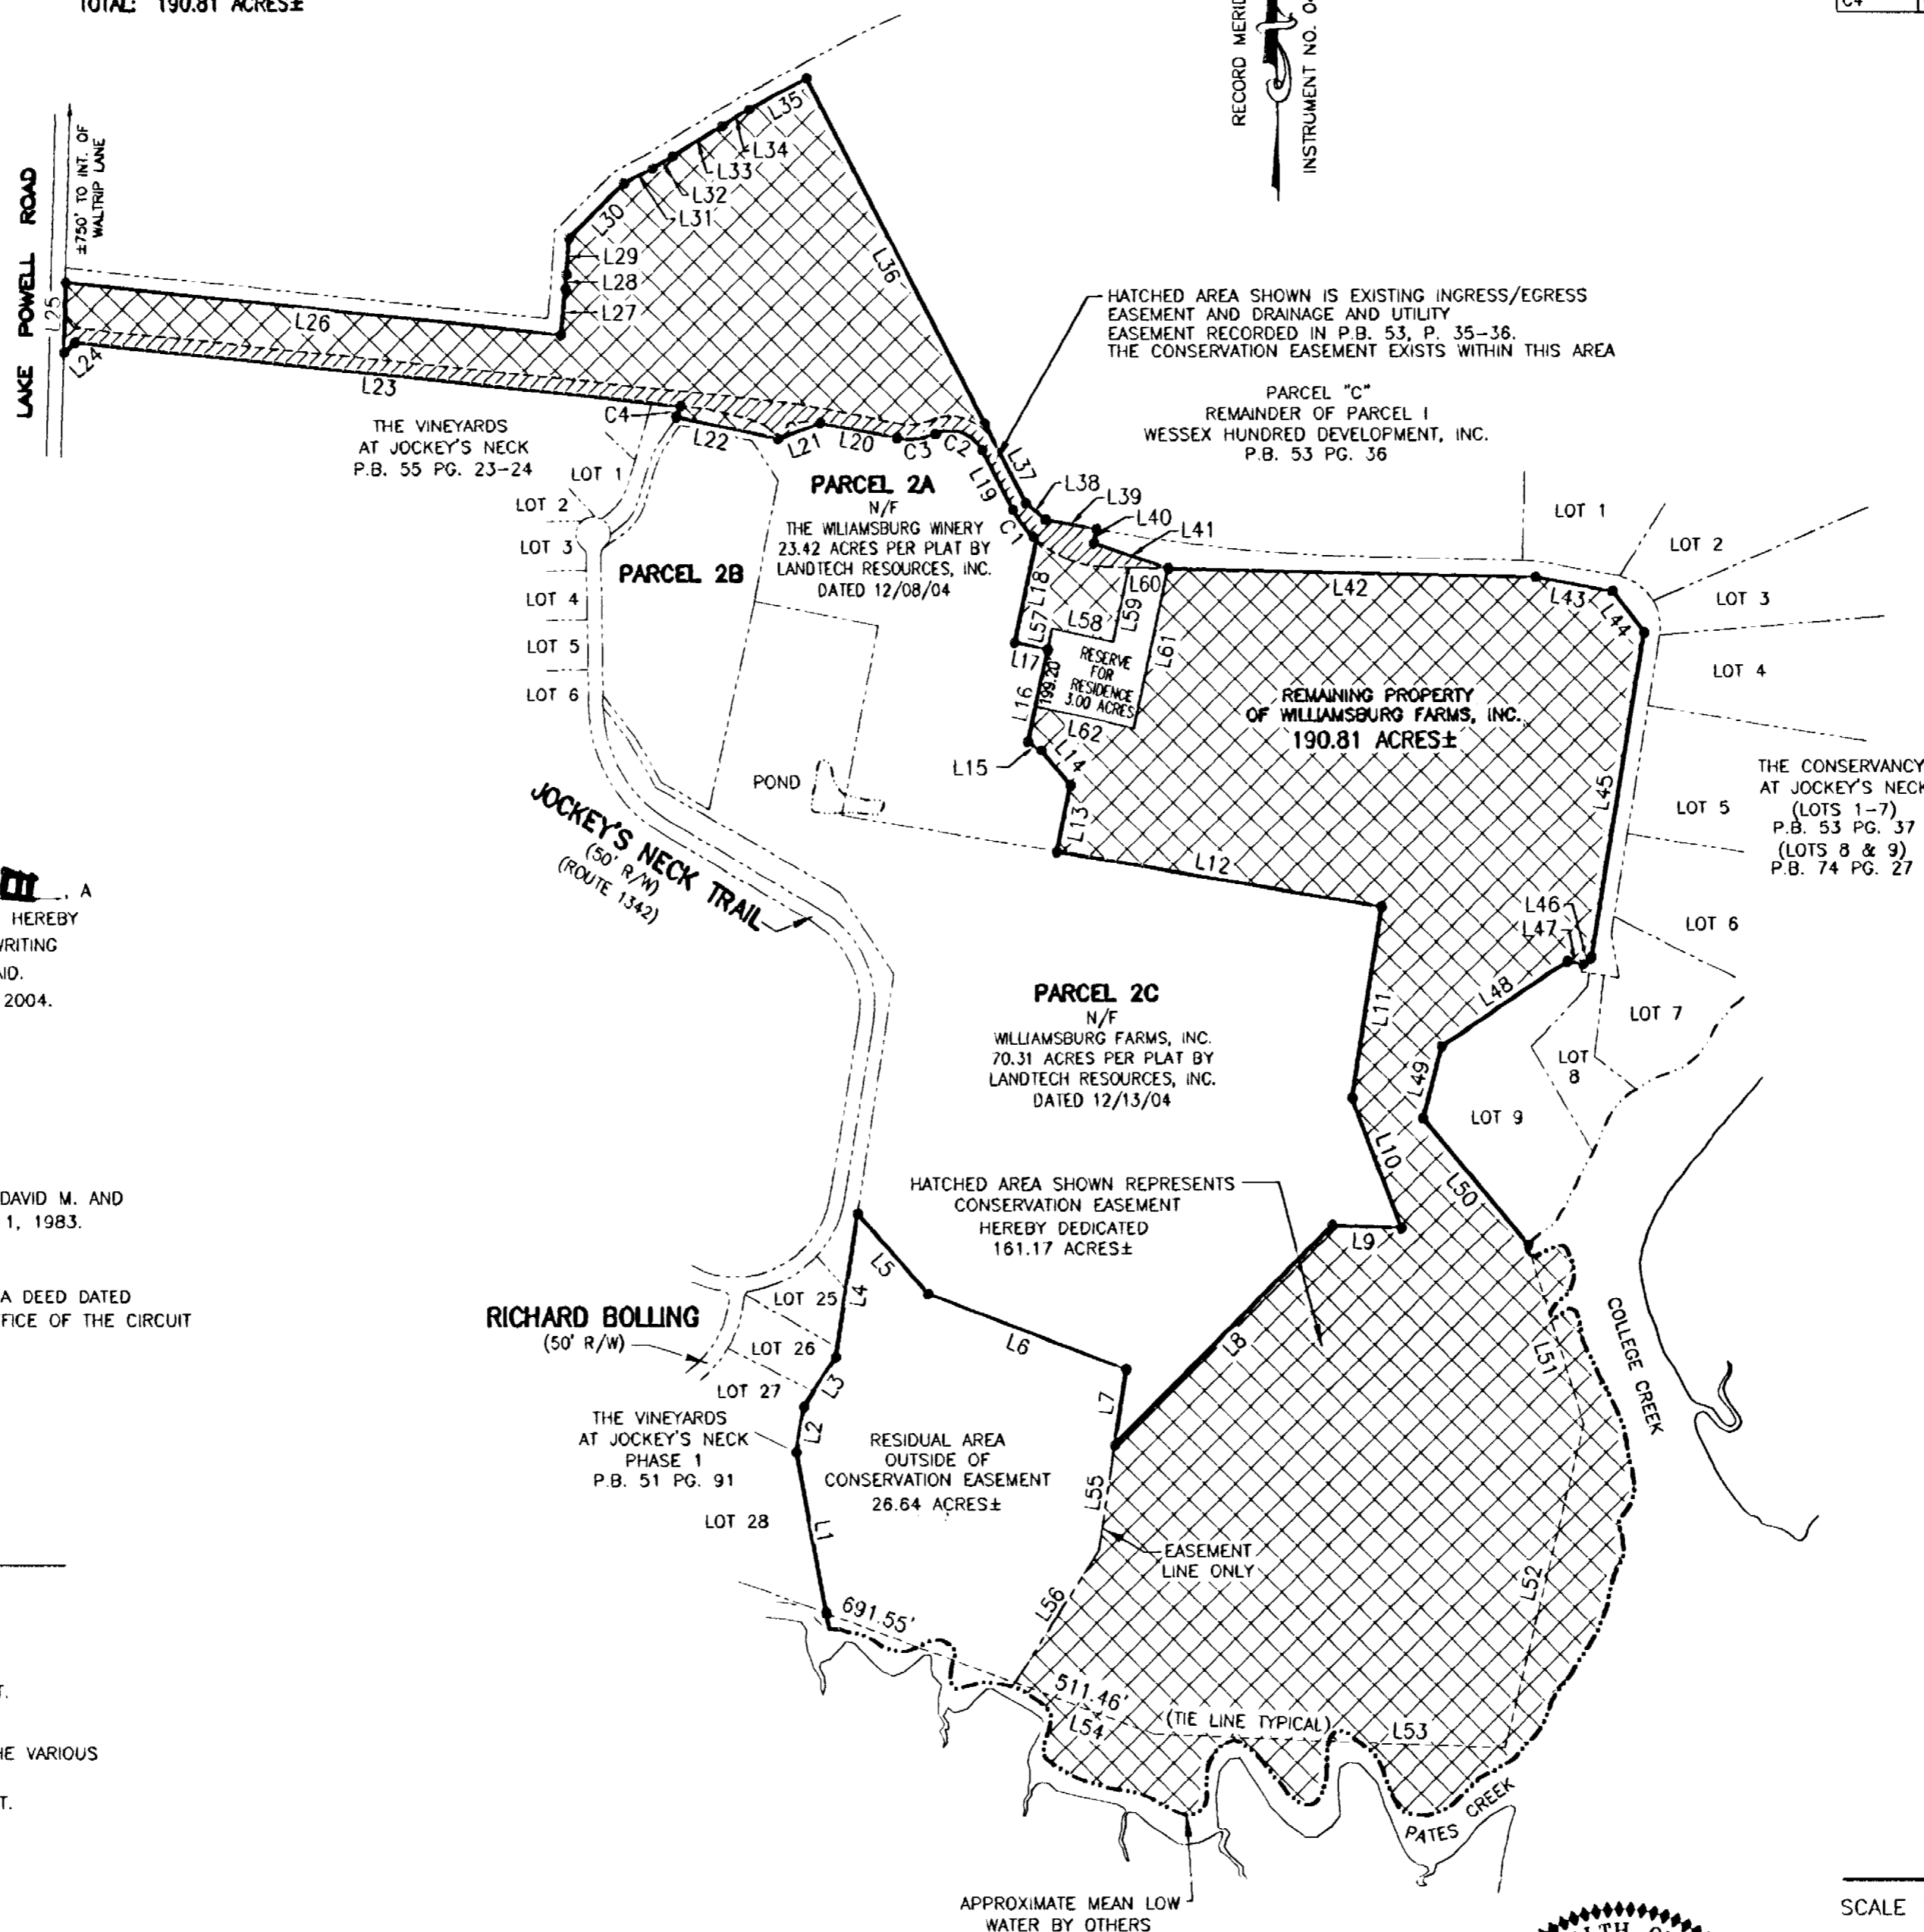 TOTAL: 190.81 ACRES±
C4
RECORD MERID
INSTRUMENT NO. 04
LAKE POWELL ROAD
±750' TO INT. OF
WALTRIP LANE
L25
L24
L26
L23
L27
L28
L29
L30
L31
L32
L33
L34
L35
L36
HATCHED AREA SHOWN IS EXISTING INGRESS/EGRESS
EASEMENT AND DRAINAGE AND UTILITY
EASEMENT RECORDED IN P.B. 53, P. 35-36.
THE CONSERVATION EASEMENT EXISTS WITHIN THIS AREA
PARCEL "C"
REMAINDER OF PARCEL I
WESSEX HUNDRED DEVELOPMENT, INC.
P.B. 53 PG. 36
THE VINEYARDS
AT JOCKEY'S NECK
P.B. 55 PG. 23-24
C4
L22
L21
L20
C3
C2
L19
L37
C1
L38
L39
L40
L41
LOT 1
LOT 2
LOT 3
LOT 4
LOT 5
LOT 6
PARCEL 2B
PARCEL 2A
N/F
THE WILIAMSBURG WINERY
23.42 ACRES PER PLAT BY
LANDTECH RESOURCES, INC.
DATED 12/08/04
L18
L57
L58
L59
L60
L61
L17
L16
199.20
RESERVE
FOR
RESIDENCE
3.00 ACRES
L62
L15
L14
L13
L12
L42
L43
L44
L45
LOT 1
LOT 2
LOT 3
LOT 4
LOT 5
LOT 6
LOT 7
LOT
8
LOT 9
REMAINING PROPERTY
OF WILLIAMSBURG FARMS, INC.
190.81 ACRES±
THE CONSERVANCY
AT JOCKEY'S NECK
(LOTS 1-7)
P.B. 53 PG. 37
(LOTS 8 & 9)
P.B. 74 PG. 27
POND
JOCKEY'S NECK TRAIL
(50' R/W)
(ROUTE 1342)
, A
HEREBY
WRITING
AID.
2004.
L46
L47
L48
L49
L50
L11
L10
L9
PARCEL 2C
N/F
WILLIAMSBURG FARMS, INC.
70.31 ACRES PER PLAT BY
LANDTECH RESOURCES, INC.
DATED 12/13/04
HATCHED AREA SHOWN REPRESENTS
CONSERVATION EASEMENT
HEREBY DEDICATED
161.17 ACRES±
DAVID M. AND
1, 1983.
A DEED DATED
FICE OF THE CIRCUIT
RICHARD BOLLING
(50' R/W)
LOT 25
LOT 26
LOT 27
LOT 28
THE VINEYARDS
AT JOCKEY'S NECK
PHASE 1
P.B. 51 PG. 91
L4
L5
L6
L3
L2
L1
L7
L8
L55
L56
RESIDUAL AREA
OUTSIDE OF
CONSERVATION EASEMENT
26.64 ACRES±
EASEMENT
LINE ONLY
L51
L52
COLLEGE CREEK
691.55'
511.46'
L54
(TIE LINE TYPICAL)
L53
PATES CREEK
T.
HE VARIOUS
T.
APPROXIMATE MEAN LOW
WATER BY OTHERS
SCALE